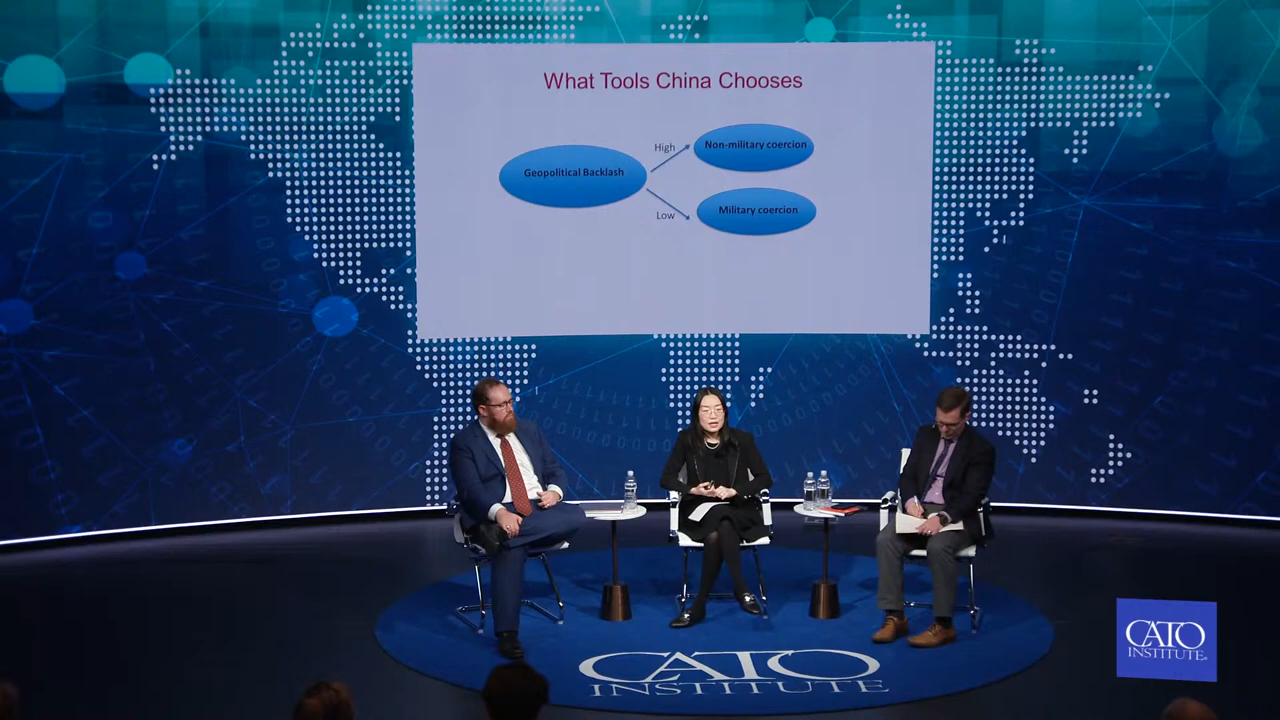 What Tools China Chooses
High
Non-military coercion
Geopolitical Backlash
Low
Military coercion
CATO
INSTITUTE
CATO
INSTITUTE